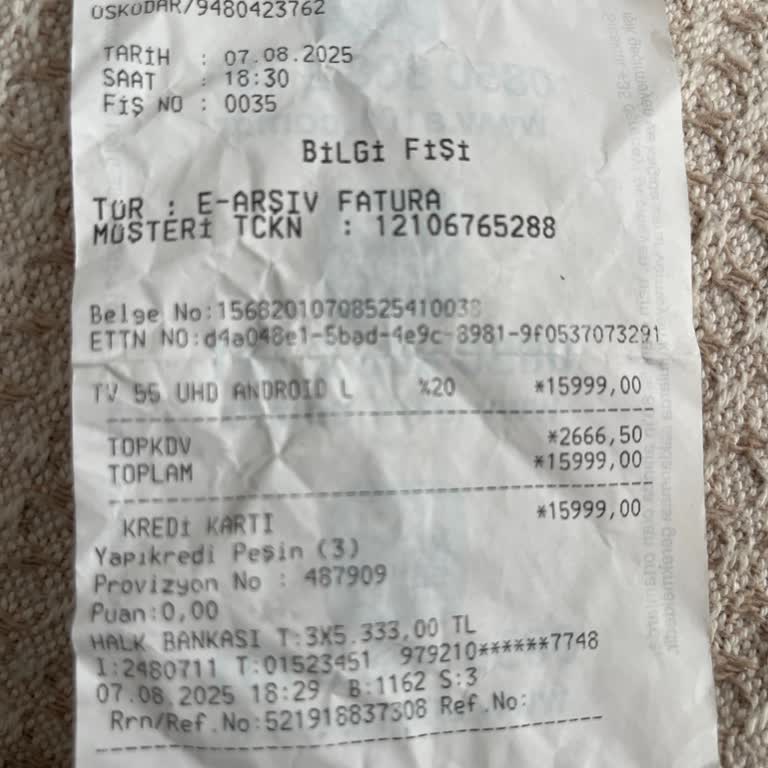 ÜSKÜDAR/9480423762
TARİH : 07.08.2025
SAAT : 18:30
FİŞ NO : 0035
BİLGİ FİŞİ
TÜR : E-ARŞİV FATURA
MÜŞTERİ TCKN : 12106765288
Belge No:1568201070852541003
ETTN NO:d4a048e1-5bad-4e9c-8981-9f0537073291
TV 55 UHD ANDROID L %20 *15999,00
TOPKDV *2666,50
TOPLAM *15999,00
KREDİ KARTI *15999,00
Yapıkredi Peşin (3)
Provizyon No : 487909
Puan:0,00
HALK BANKASI T:3X5.333,00 TL
I:2480711 T:01523451 979210******7748
07.08.2025 18:29 B:1162 S:3
Rrn/Ref.No:521918837308 Ref.No: